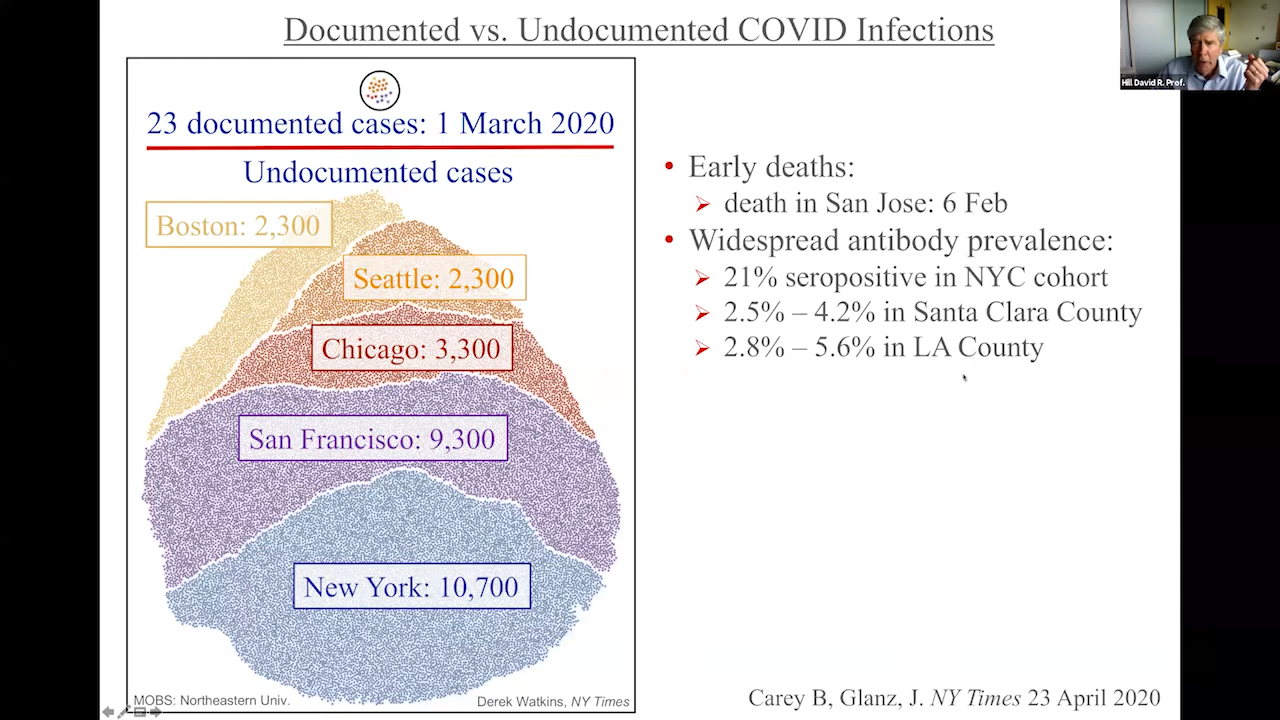 Documented vs. Undocumented COVID Infections
Hill David R. Prof.
23 documented cases: 1 March 2020
Undocumented cases
Boston: 2,300
Seattle: 2,300
Chicago: 3,300
San Francisco: 9,300
New York: 10,700
MOBS: Northeastern Univ.
Derek Watkins, NY Times
• Early deaths:
➢ death in San Jose: 6 Feb
• Widespread antibody prevalence:
➢ 21% seropositive in NYC cohort
➢ 2.5% – 4.2% in Santa Clara County
➢ 2.8% – 5.6% in LA County
Carey B, Glanz, J. NY Times 23 April 2020